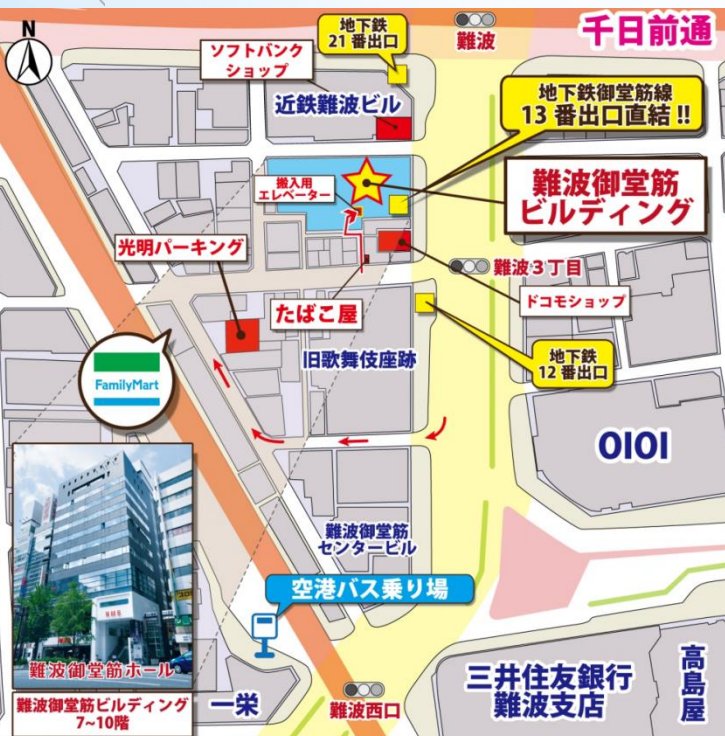 N
地下鉄
21 番出口
難波
千日前通
ソフトバンク
ショップ
近鉄難波ビル
地下鉄御堂筋線
13 番出口直結 !!
搬入用
エレベーター
難波御堂筋
ビルディング
光明パーキング
難波3丁目
たばこ屋
ドコモショップ
FamilyMart
旧歌舞伎座跡
地下鉄
12 番出口
OIOI
難波御堂筋
センタービル
空港バス乗り場
難波御堂筋ホール
難波御堂筋ビルディング
7~10階
一栄
難波西口
三井住友銀行
難波支店
高島屋